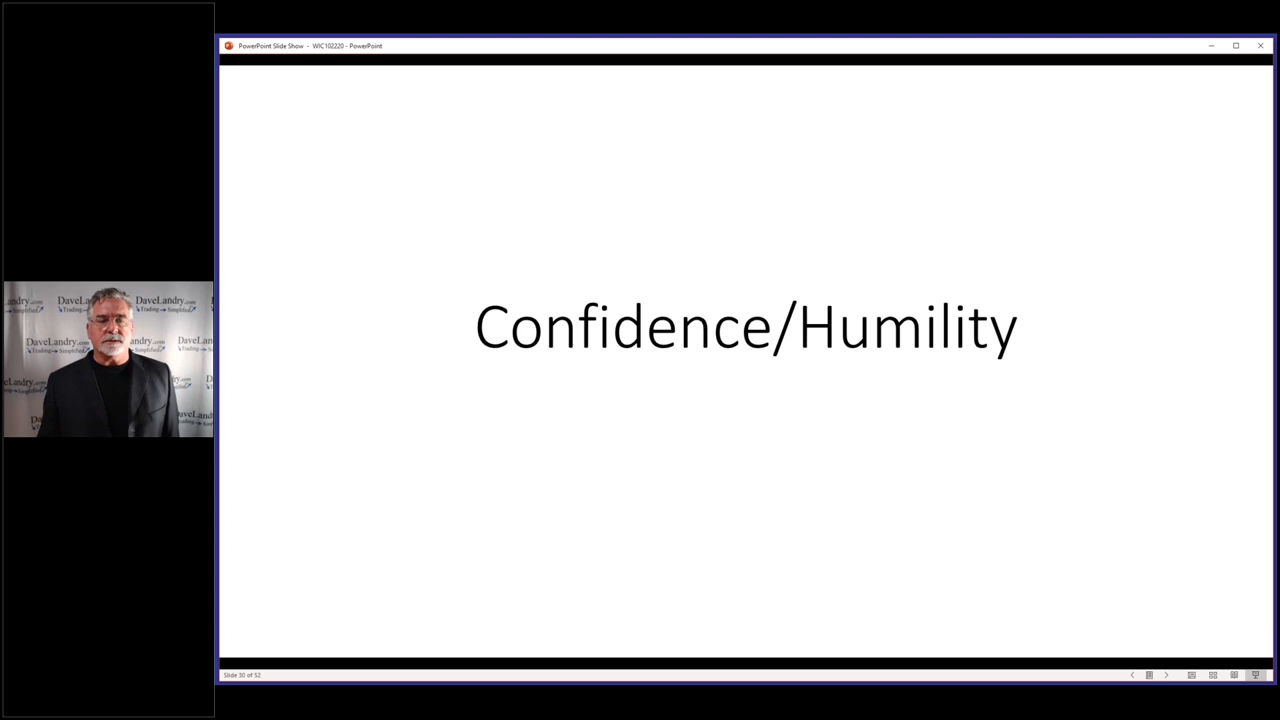 PowerPoint Slide Show - WIC102220 - PowerPoint
Confidence/Humility
DaveLandry.com
Trading Simplified
Slide 30 of 52